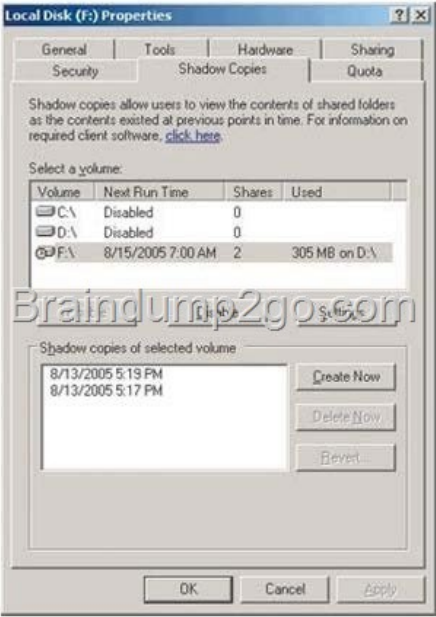 Local Disk (F:) Properties
General Tools Hardware Sharing
Security Shadow Copies Quota
Shadow copies allow users to view the contents of shared folders
as the contents existed at previous points in time. For information on
required client software, click here.
Select a volume:
Volume Next Run Time Shares Used
C:\ Disabled 0
D:\ Disabled 0
F:\ 8/15/2005 7:00 AM 2 305 MB on D:\
Braindump2go.com
Shadow copies of selected volume
8/13/2005 5:19 PM
8/13/2005 5:17 PM
Create Now
Delete Now
Revert...
OK Cancel Apply